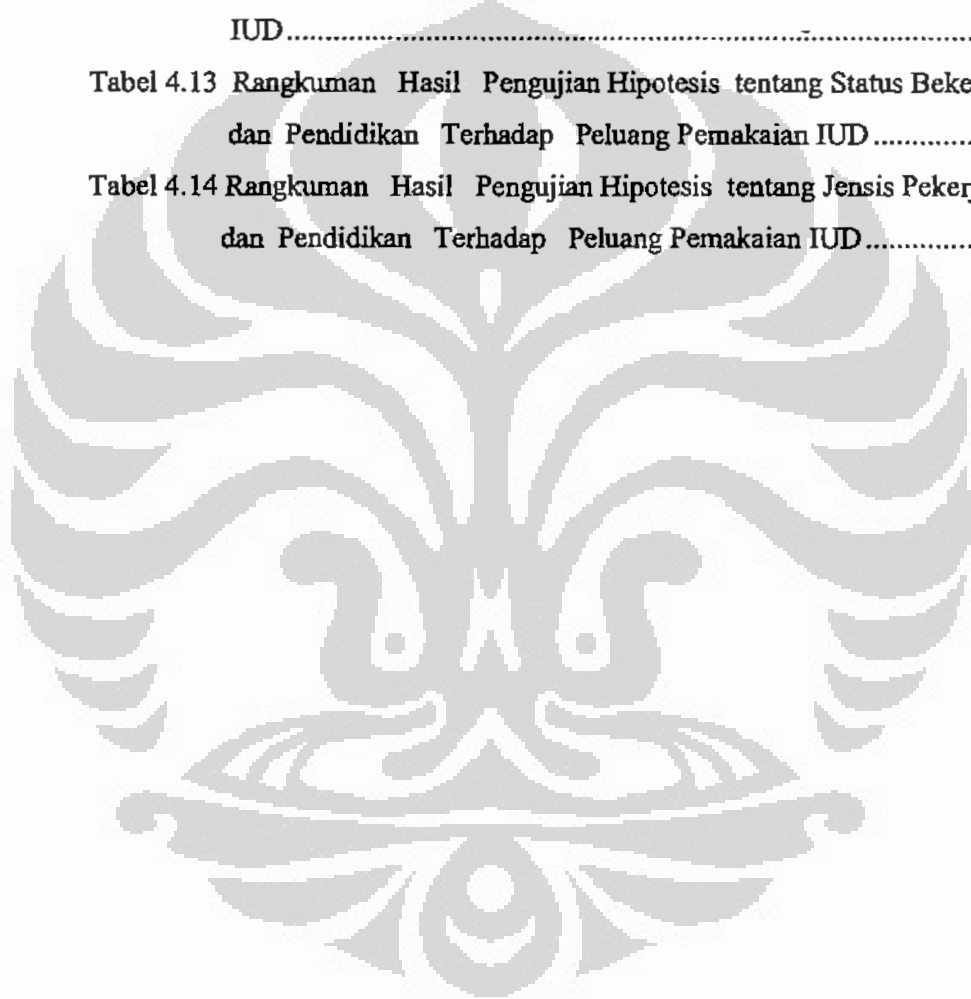 IUD........................................................................................
Tabel 4.13 Rangkuman Hasil Pengujian Hipotesis tentang Status Beke
dan Pendidikan Terhadap Peluang Pemakaian IUD...............
Tabel 4.14 Rangkuman Hasil Pengujian Hipotesis tentang Jensis Pekerj
dan Pendidikan Terhadap Peluang Pemakaian IUD...............